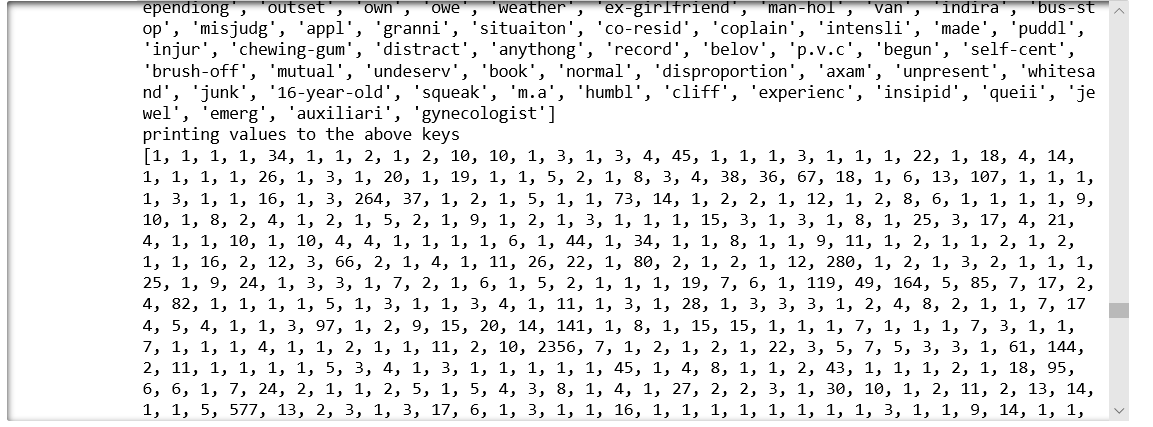 ependiong', 'outset', 'own', 'owe', 'weather', 'ex-girlfriend', 'man-hol', 'van', 'indira', 'bus-st
op', 'misjudg', 'appl', 'granni', 'situaiton', 'co-resid', 'coplain', 'intensli', 'made', 'puddl',
'injur', 'chewing-gum', 'distract', 'anythong', 'record', 'belov', 'p.v.c', 'begun', 'self-cent',
'brush-off', 'mutual', 'undeserv', 'book', 'normal', 'disproportion', 'axam', 'unpresent', 'whitesa
nd', 'junk', '16-year-old', 'squeak', 'm.a', 'humbl', 'cliff', 'experienc', 'insipid', 'queii', 'je
wel', 'emerg', 'auxiliari', 'gynecologist']
printing values to the above keys
[1, 1, 1, 1, 34, 1, 1, 2, 1, 2, 10, 10, 1, 3, 1, 3, 4, 45, 1, 1, 1, 3, 1, 1, 1, 22, 1, 18, 4, 14,
1, 1, 1, 1, 26, 1, 3, 1, 20, 1, 19, 1, 1, 5, 2, 1, 8, 3, 4, 38, 36, 67, 18, 1, 6, 13, 107, 1, 1, 1,
1, 3, 1, 1, 16, 1, 3, 264, 37, 1, 2, 1, 5, 1, 1, 73, 14, 1, 2, 2, 1, 12, 1, 2, 8, 6, 1, 1, 1, 1, 9,
10, 1, 8, 2, 4, 1, 2, 1, 5, 2, 1, 9, 1, 2, 1, 3, 1, 1, 1, 15, 3, 1, 3, 1, 8, 1, 25, 3, 17, 4, 21,
4, 1, 1, 10, 1, 10, 4, 4, 1, 1, 1, 1, 6, 1, 44, 1, 34, 1, 1, 8, 1, 1, 9, 11, 1, 2, 1, 1, 2, 1, 2,
1, 1, 16, 2, 12, 3, 66, 2, 1, 4, 1, 11, 26, 22, 1, 80, 2, 1, 2, 1, 12, 280, 1, 2, 1, 3, 2, 1, 1, 1,
25, 1, 9, 24, 1, 3, 3, 1, 7, 2, 1, 6, 1, 5, 2, 1, 1, 1, 19, 7, 6, 1, 119, 49, 164, 5, 85, 7, 17, 2,
4, 82, 1, 1, 1, 1, 5, 1, 3, 1, 1, 3, 4, 1, 11, 1, 3, 1, 28, 1, 3, 3, 3, 1, 2, 4, 8, 2, 1, 1, 7, 17
4, 5, 4, 1, 1, 3, 97, 1, 2, 9, 15, 20, 14, 141, 1, 8, 1, 15, 15, 1, 1, 1, 7, 1, 1, 1, 7, 3, 1, 1,
7, 1, 1, 1, 4, 1, 1, 2, 1, 1, 11, 2, 10, 2356, 7, 1, 2, 1, 2, 1, 22, 3, 5, 7, 5, 3, 3, 1, 61, 144,
2, 11, 1, 1, 1, 1, 5, 3, 4, 1, 3, 1, 1, 1, 1, 1, 45, 1, 4, 8, 1, 1, 2, 43, 1, 1, 1, 2, 1, 18, 95,
6, 6, 1, 7, 24, 2, 1, 1, 2, 5, 1, 5, 4, 3, 8, 1, 4, 1, 27, 2, 2, 3, 1, 30, 10, 1, 2, 11, 2, 13, 14,
1, 1, 5, 577, 13, 2, 3, 1, 3, 17, 6, 1, 3, 1, 1, 16, 1, 1, 1, 1, 1, 1, 1, 1, 3, 1, 1, 9, 14, 1, 1,